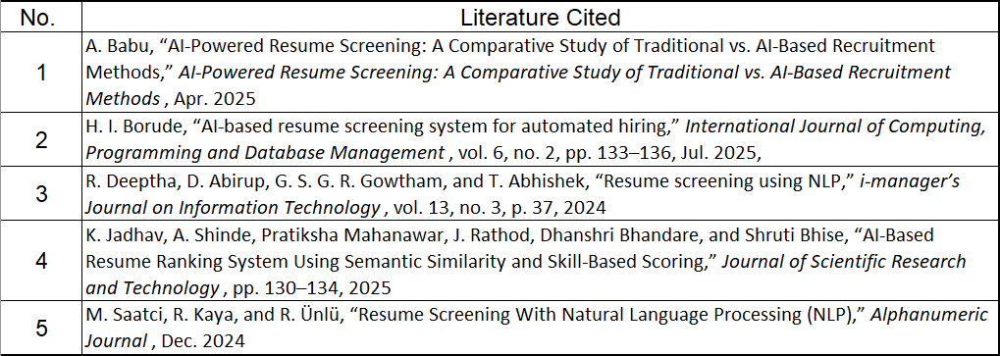 No.
Literature Cited
1
A. Babu, “AI-Powered Resume Screening: A Comparative Study of Traditional vs. AI-Based Recruitment
Methods,” AI-Powered Resume Screening: A Comparative Study of Traditional vs. AI-Based Recruitment
Methods , Apr. 2025
2
H. I. Borude, “AI-based resume screening system for automated hiring,” International Journal of Computing,
Programming and Database Management , vol. 6, no. 2, pp. 133–136, Jul. 2025,
3
R. Deeptha, D. Abirup, G. S. G. R. Gowtham, and T. Abhishek, “Resume screening using NLP,” i-manager’s
Journal on Information Technology , vol. 13, no. 3, p. 37, 2024
4
K. Jadhav, A. Shinde, Pratiksha Mahanawar, J. Rathod, Dhanshri Bhandare, and Shruti Bhise, “AI-Based
Resume Ranking System Using Semantic Similarity and Skill-Based Scoring,” Journal of Scientific Research
and Technology , pp. 130–134, 2025
5
M. Saatci, R. Kaya, and R. Ünlü, “Resume Screening With Natural Language Processing (NLP),” Alphanumeric
Journal , Dec. 2024